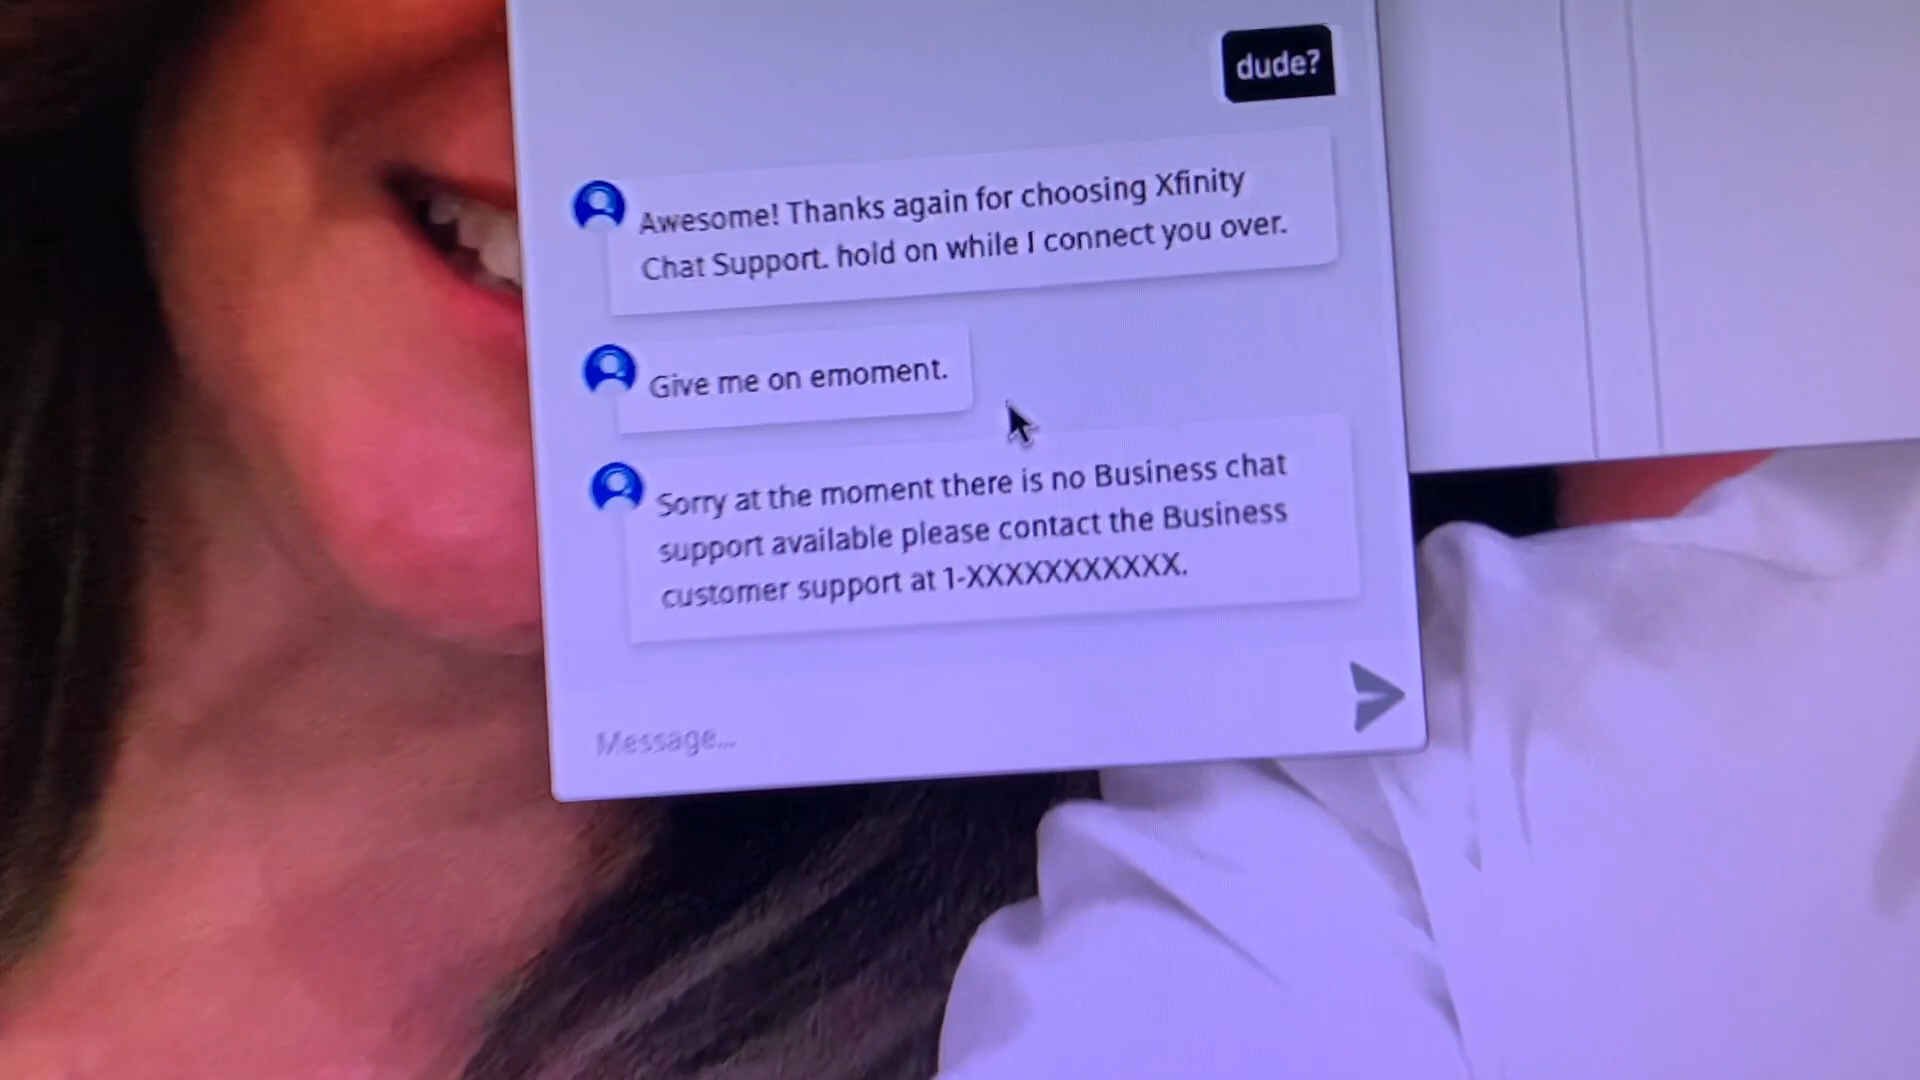 dude?
Awesome! Thanks again for choosing Xfinity
Chat Support. hold on while I connect you over.
Give me on emoment.
Sorry at the moment there is no Business chat
support available please contact the Business
customer support at 1-XXXXXXXXXXX.
Message...